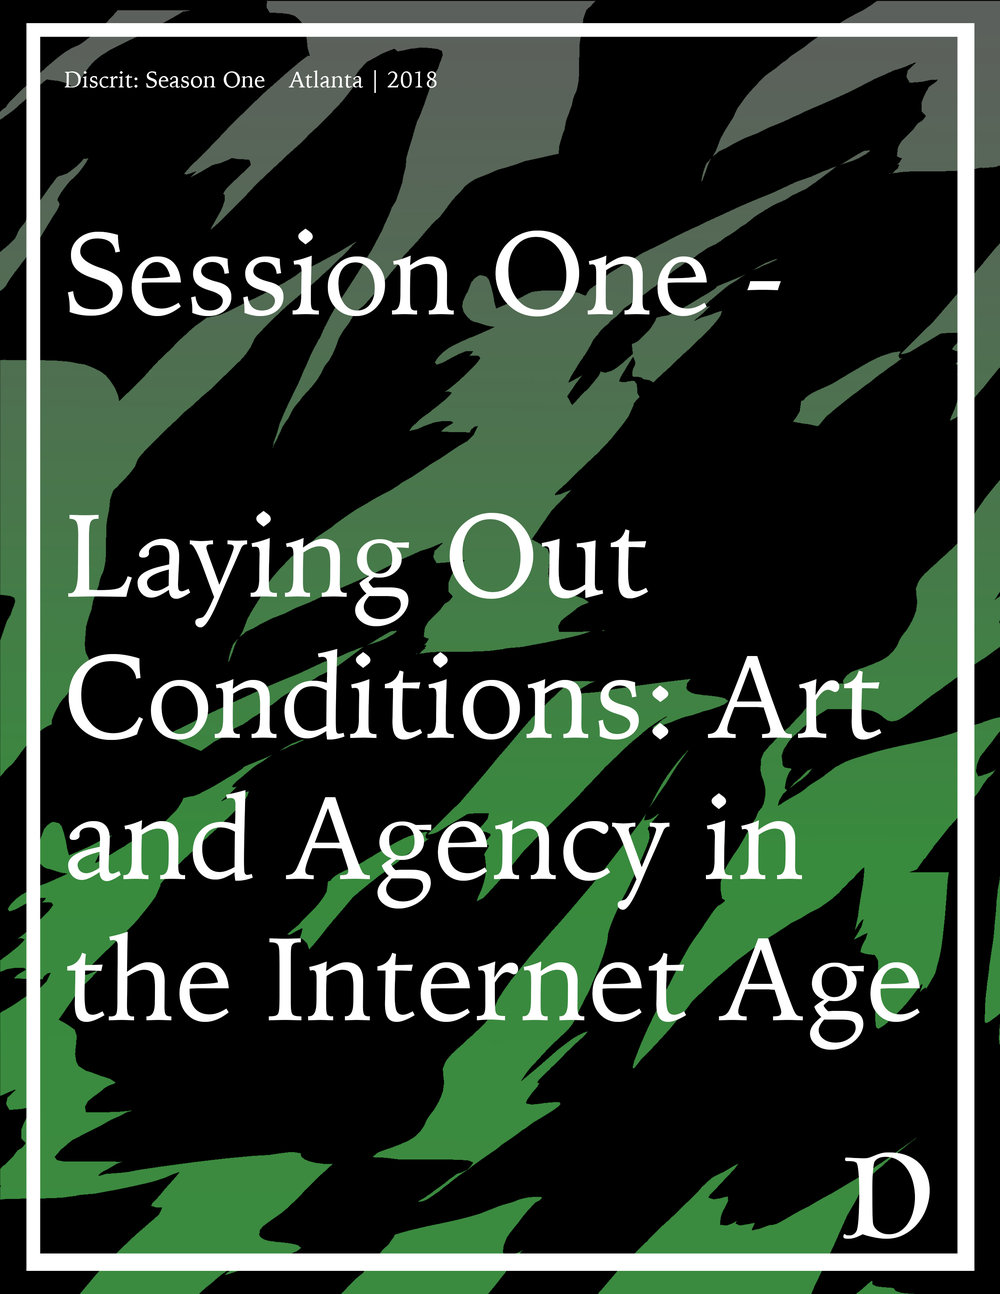 Discrit: Season One    Atlanta | 2018
Session One -
Laying Out
Conditions: Art
and Agency in
the Internet Age
D